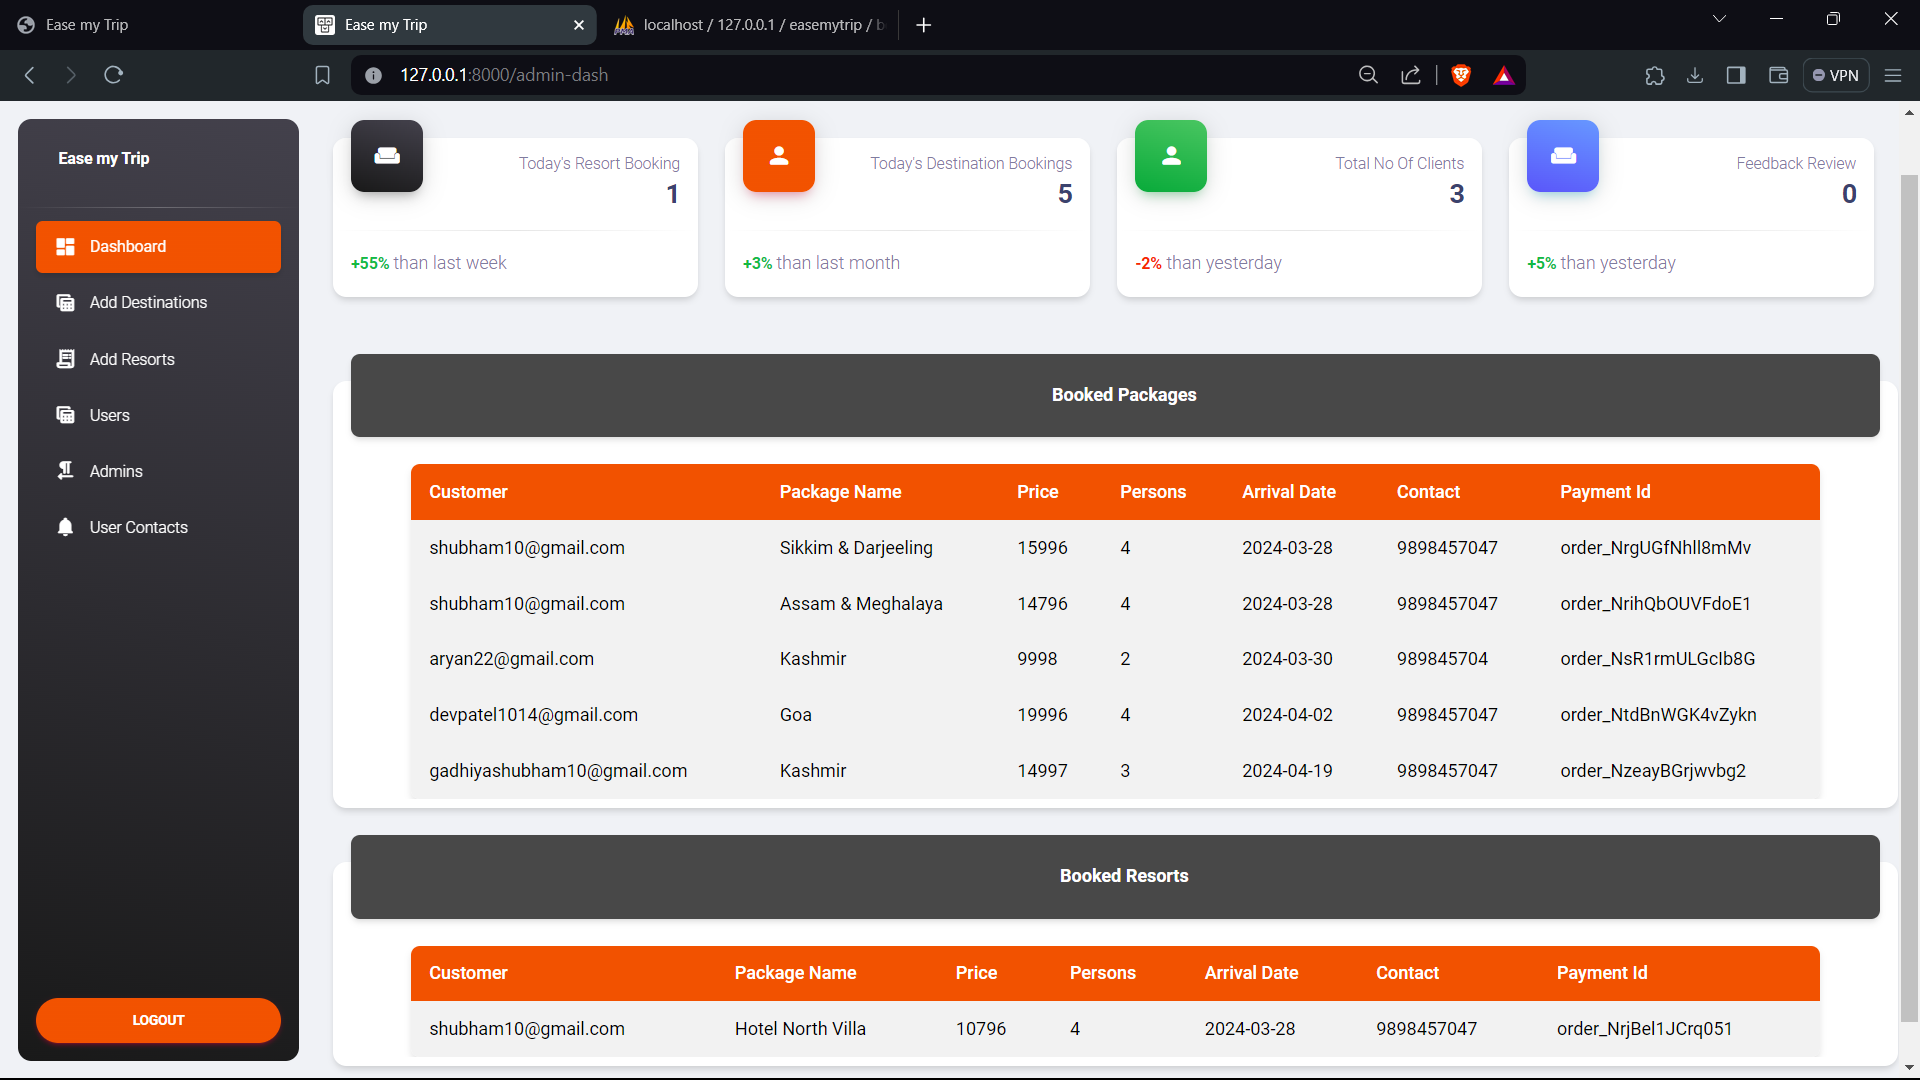 Ease my Trip
Ease my Trip
localhost / 127.0.0.1 / easemytrip / b
127.0.0.1:8000/admin-dash
VPN
Ease my Trip
Dashboard
Add Destinations
Add Resorts
Users
Admins
User Contacts
LOGOUT
Today's Resort Booking
1
+55% than last week
Today's Destination Bookings
5
+3% than last month
Total No Of Clients
3
-2% than yesterday
Feedback Review
0
+5% than yesterday
Booked Packages
Customer Package Name Price Persons Arrival Date Contact Payment Id
shubham10@gmail.com Sikkim & Darjeeling 15996 4 2024-03-28 9898457047 order_NrgUGfNhll8mMv
shubham10@gmail.com Assam & Meghalaya 14796 4 2024-03-28 9898457047 order_NrihQbOUVFdoE1
aryan22@gmail.com Kashmir 9998 2 2024-03-30 989845704 order_NsR1rmULGclb8G
devpatel1014@gmail.com Goa 19996 4 2024-04-02 9898457047 order_NtdBnWGK4vZykn
gadhiyashubham10@gmail.com Kashmir 14997 3 2024-04-19 9898457047 order_NzeayBGrjwvbg2
Booked Resorts
Customer Package Name Price Persons Arrival Date Contact Payment Id
shubham10@gmail.com Hotel North Villa 10796 4 2024-03-28 9898457047 order_NrjBel1JCrq051